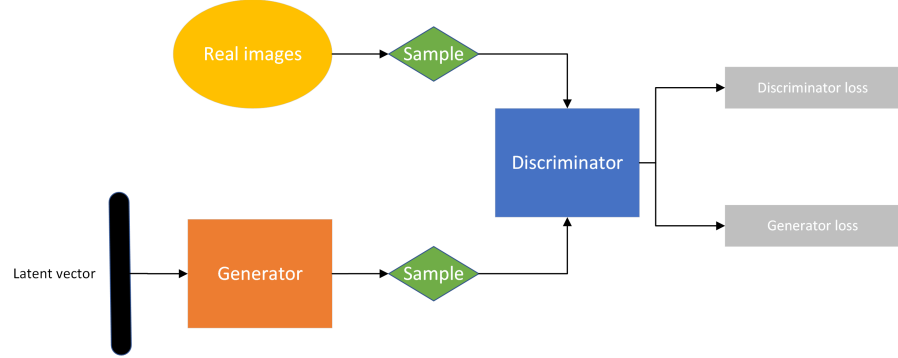 Real images
Sample
Discriminator loss
Discriminator
Generator loss
Latent vector
Generator
Sample